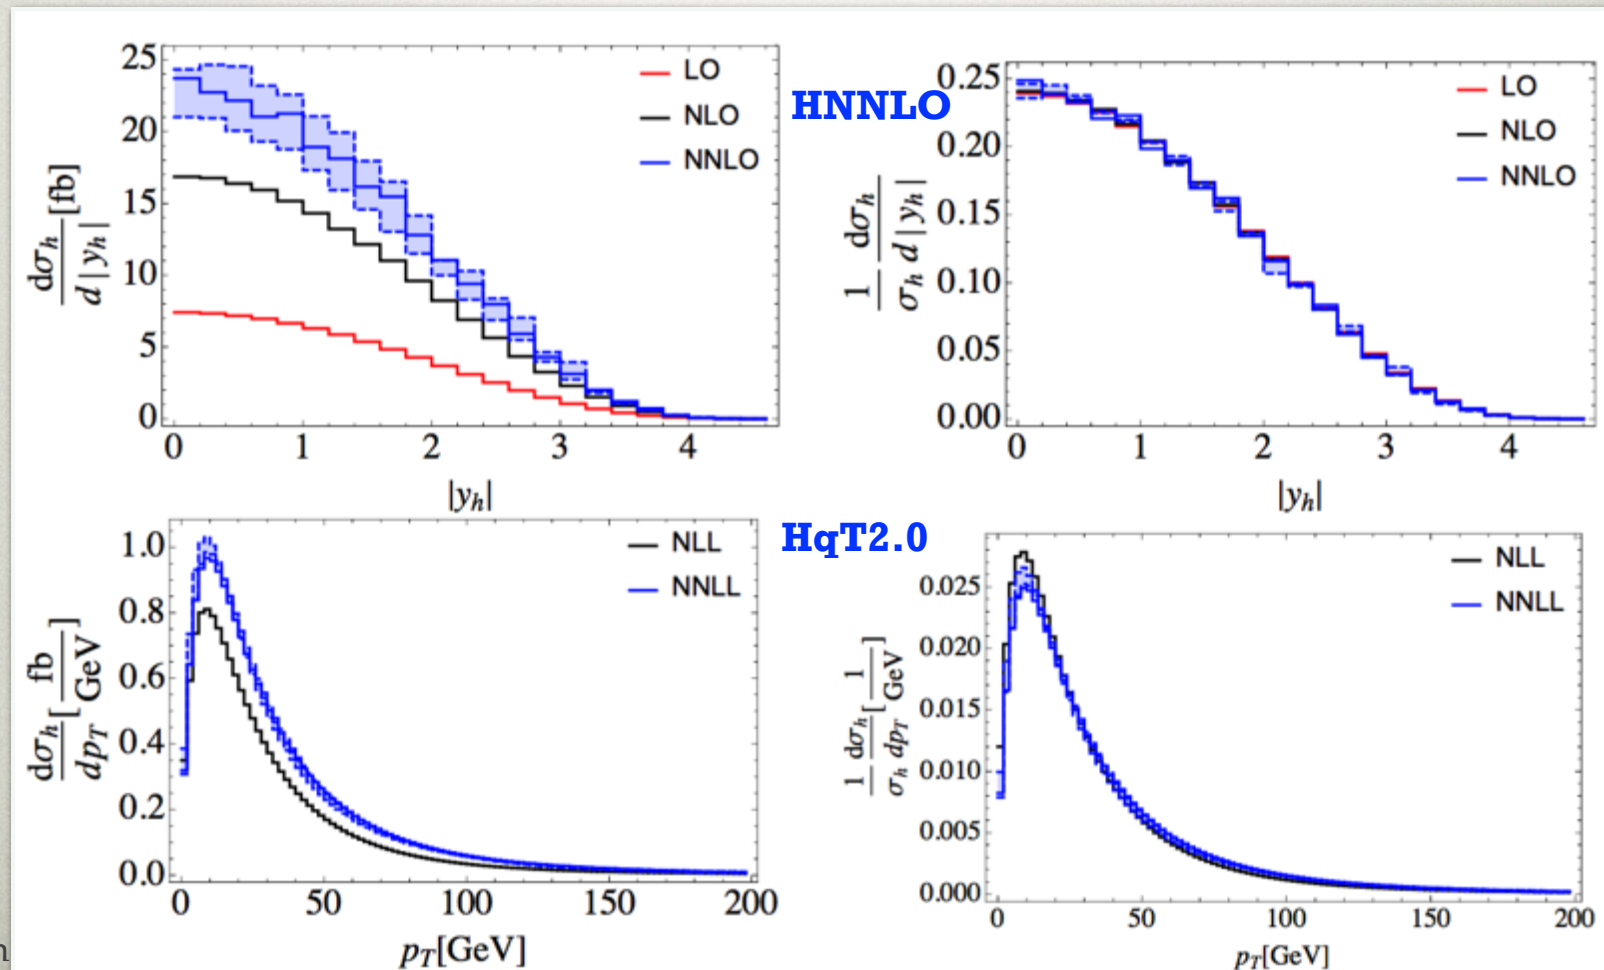 LO
NLO
NNLO
HNNLO
dσ_h / d|y_h| [fb]
25
20
15
10
5
0
0 1 2 3 4
|y_h|
LO
NLO
NNLO
1/σ_h dσ_h / d|y_h|
0.25
0.20
0.15
0.10
0.05
0.00
0 1 2 3 4
|y_h|
HqT2.0
NLL
NNLL
dσ_h / dp_T [fb / GeV]
1.0
0.8
0.6
0.4
0.2
0.0
0 50 100 150 200
p_T[GeV]
NLL
NNLL
1/σ_h dσ_h / dp_T [1 / GeV]
0.025
0.020
0.015
0.010
0.005
0.000
0 50 100 150 200
p_T[GeV]